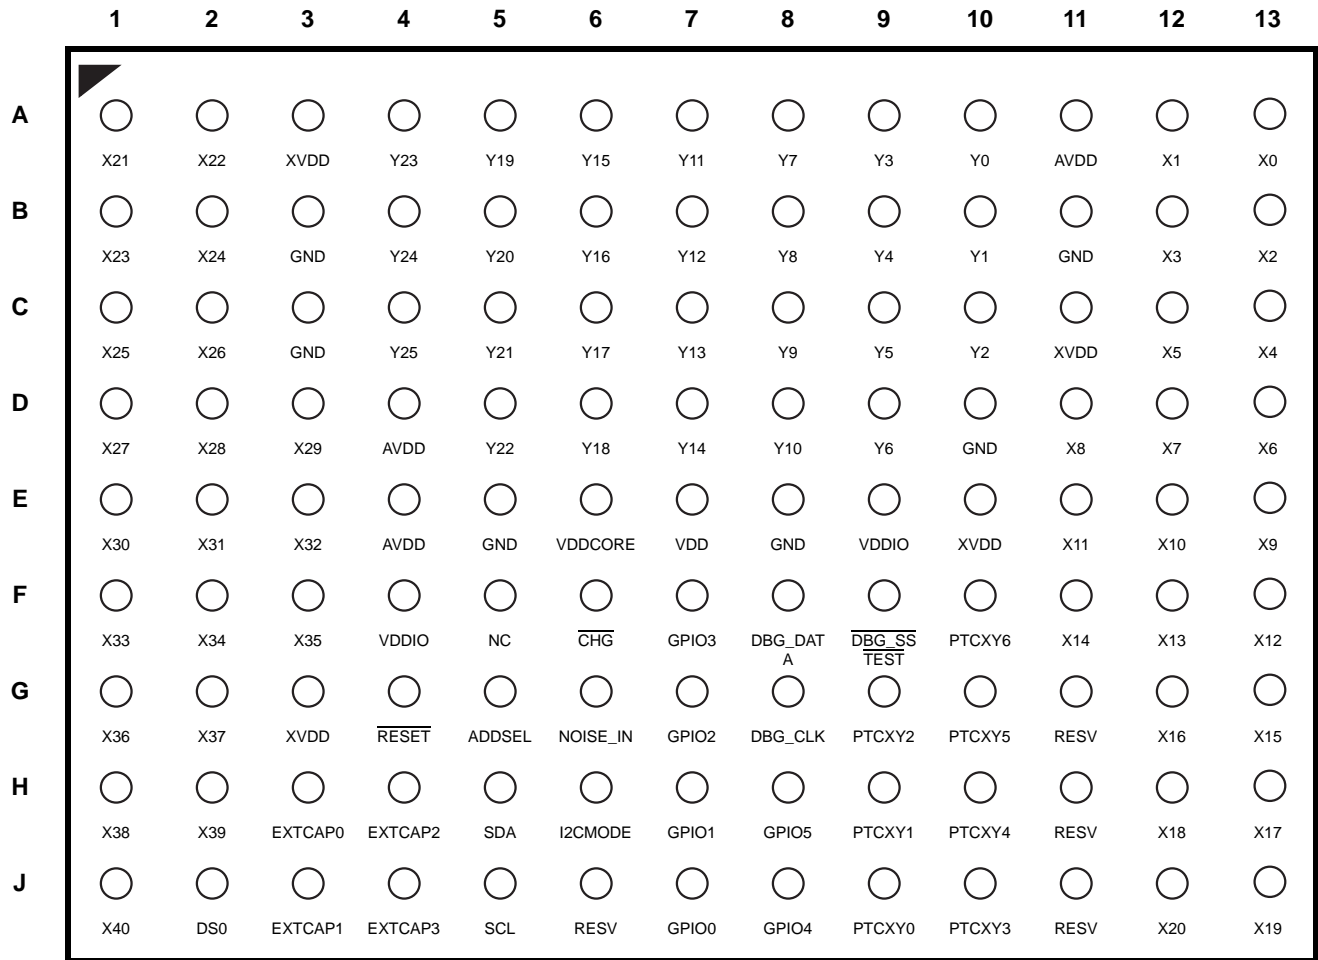 1 2 3 4 5 6 7 8 9 10 11 12 13
A
X21 X22 XVDD Y23 Y19 Y15 Y11 Y7 Y3 Y0 AVDD X1 X0
B
X23 X24 GND Y24 Y20 Y16 Y12 Y8 Y4 Y1 GND X3 X2
C
X25 X26 GND Y25 Y21 Y17 Y13 Y9 Y5 Y2 XVDD X5 X4
D
X27 X28 X29 AVDD Y22 Y18 Y14 Y10 Y6 GND X8 X7 X6
E
X30 X31 X32 AVDD GND VDDCORE VDD GND VDDIO XVDD X11 X10 X9
F
X33 X34 X35 VDDIO NC CHG GPIO3 DBG_DAT DBG_SS PTCXY6 X14 X13 X12
A TEST
G
X36 X37 XVDD RESET ADDSEL NOISE_IN GPIO2 DBG_CLK PTCXY2 PTCXY5 RESV X16 X15
H
X38 X39 EXTCAP0 EXTCAP2 SDA I2CMODE GPIO1 GPIO5 PTCXY1 PTCXY4 RESV X18 X17
J
X40 DS0 EXTCAP1 EXTCAP3 SCL RESV GPIO0 GPIO4 PTCXY0 PTCXY3 RESV X20 X19